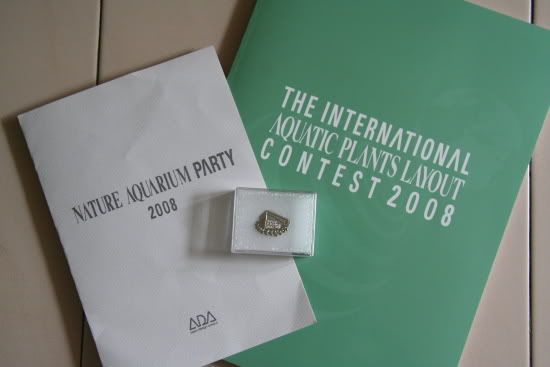 NATURE AQUARIUM PARTY
2008
ADA
THE INTERNATIONAL
AQUATIC PLANTS LAYOUT
CONTEST 2008